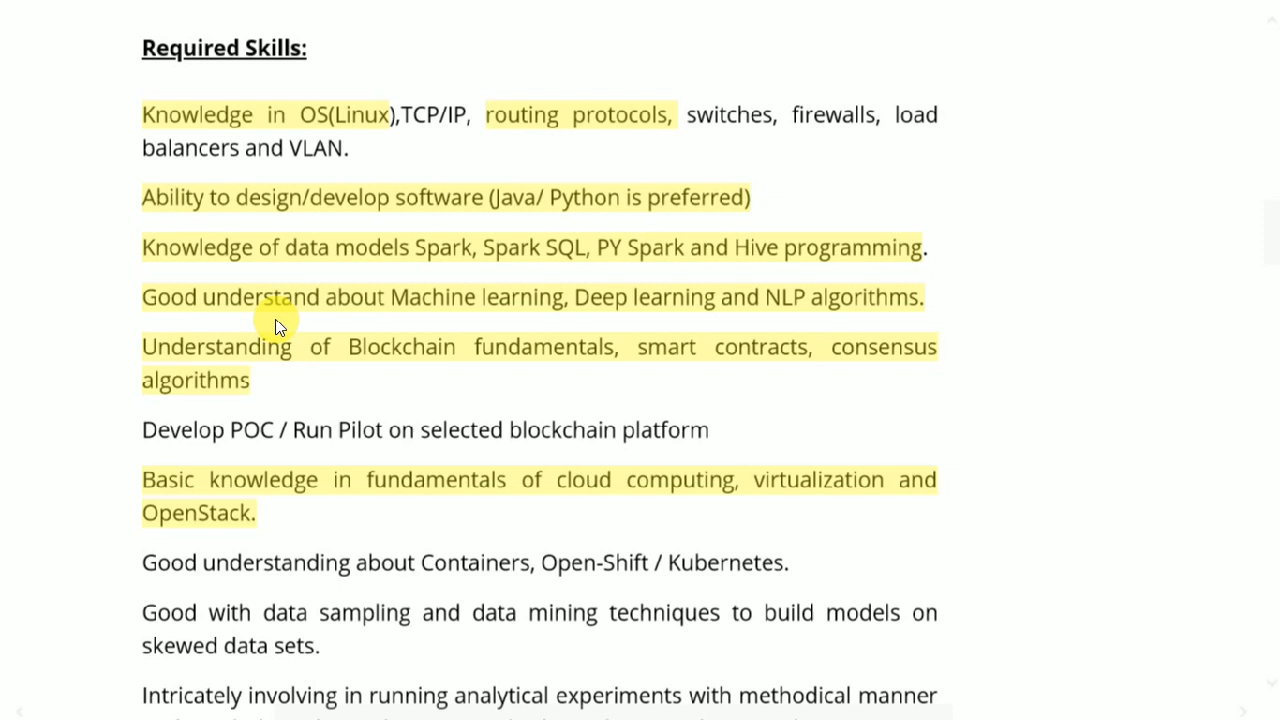 Required Skills:
Knowledge in OS(Linux),TCP/IP, routing protocols, switches, firewalls, load
balancers and VLAN.
Ability to design/develop software (Java/ Python is preferred)
Knowledge of data models Spark, Spark SQL, PY Spark and Hive programming.
Good understand about Machine learning, Deep learning and NLP algorithms.
Understanding of Blockchain fundamentals, smart contracts, consensus
algorithms
Develop POC / Run Pilot on selected blockchain platform
Basic knowledge in fundamentals of cloud computing, virtualization and
OpenStack.
Good understanding about Containers, Open-Shift / Kubernetes.
Good with data sampling and data mining techniques to build models on
skewed data sets.
Intricately involving in running analytical experiments with methodical manner